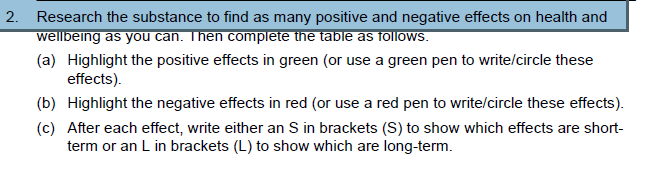 2. Research the substance to find as many positive and negative effects on health and
wellbeing as you can. Then complete the table as follows.
(a) Highlight the positive effects in green (or use a green pen to write/circle these
effects).
(b) Highlight the negative effects in red (or use a red pen to write/circle these effects).
(c) After each effect, write either an S in brackets (S) to show which effects are short-
term or an L in brackets (L) to show which are long-term.